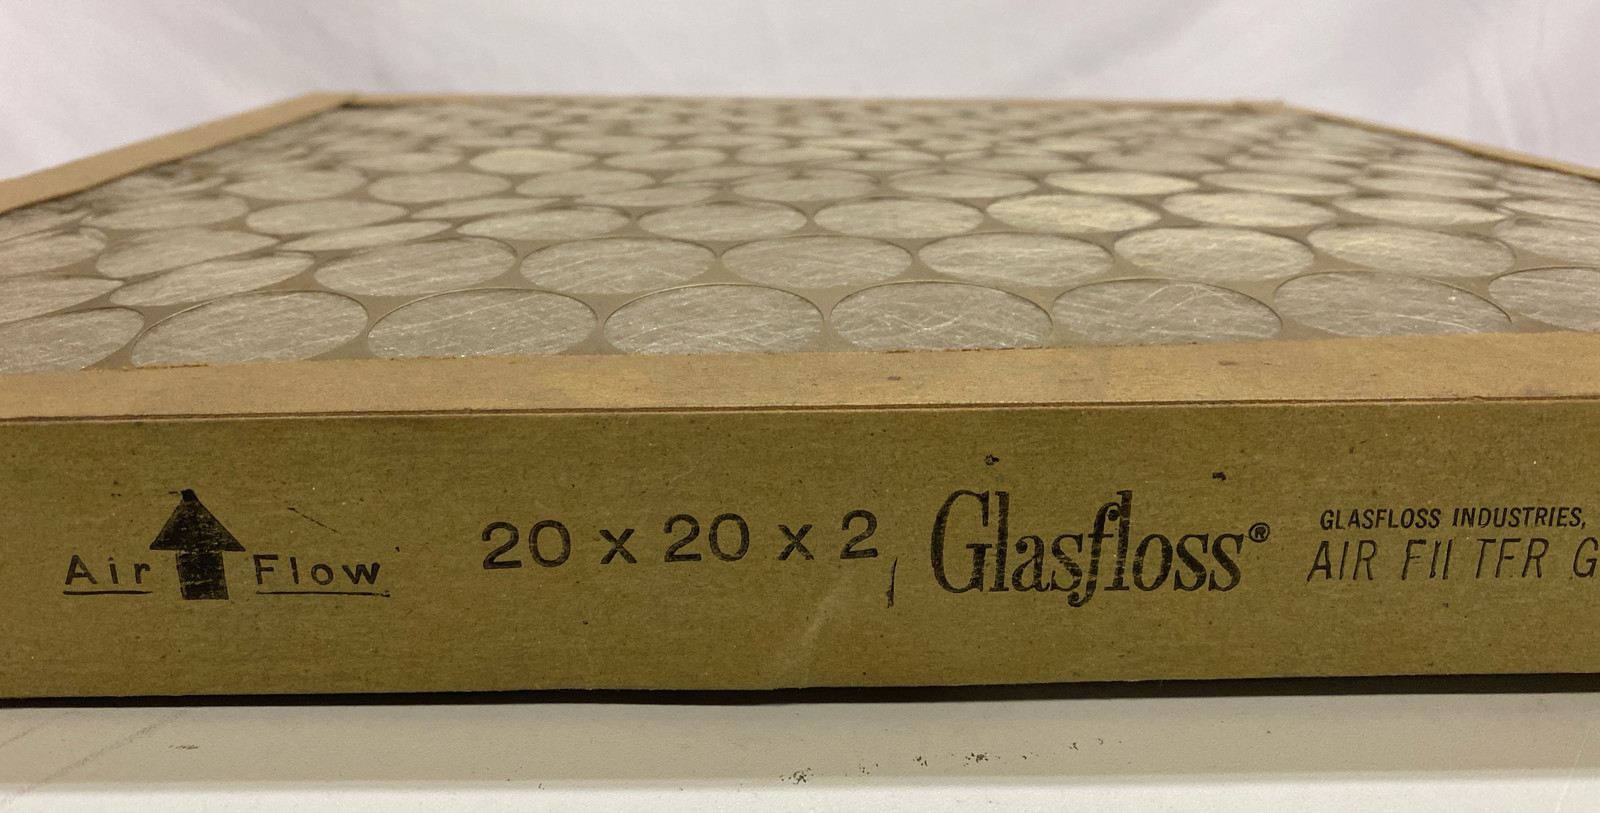 Air Flow
20 x 20 x 2
Glasfloss®
GLASFLOSS INDUSTRIES,
AIR FILTER